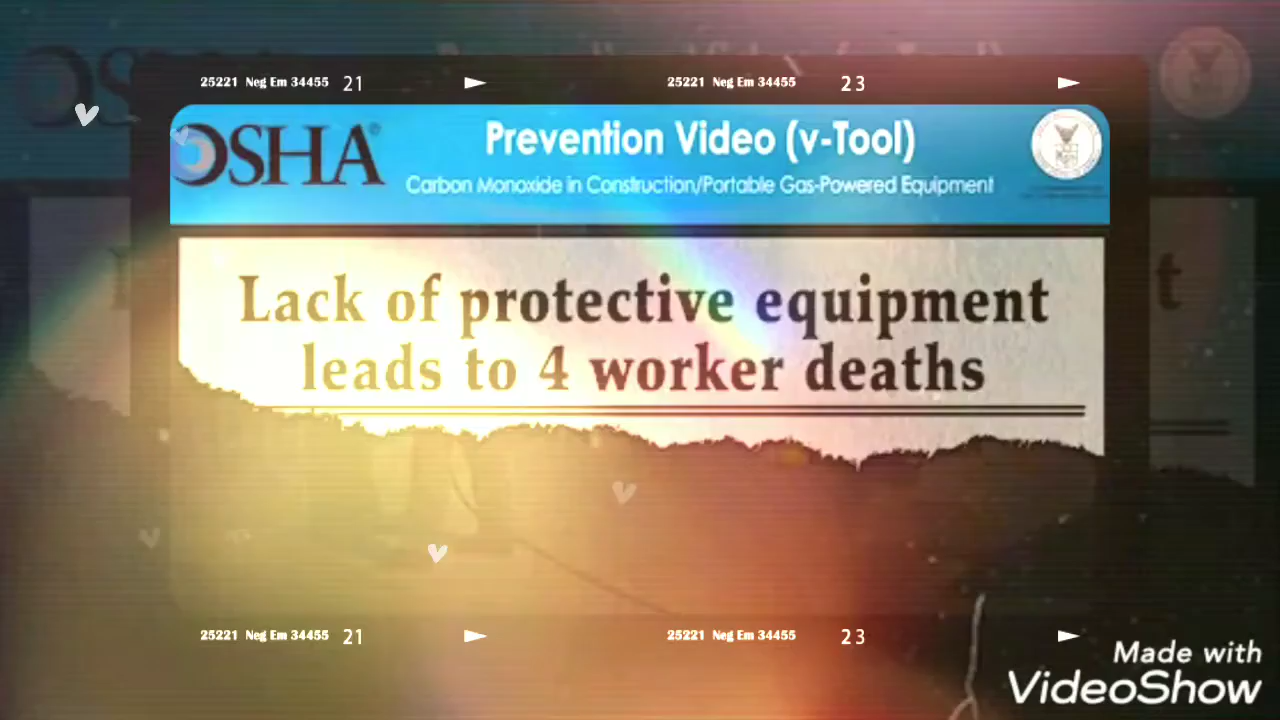 25221 Neg Em 34455 21 25221 Neg Em 34455 23
OSHA®
Prevention Video (v-Tool)
Carbon Monoxide in Construction/Portable Gas-Powered Equipment
Lack of protective equipment
leads to 4 worker deaths
25221 Neg Em 34455 21 25221 Neg Em 34455 23
Made with
VideoShow